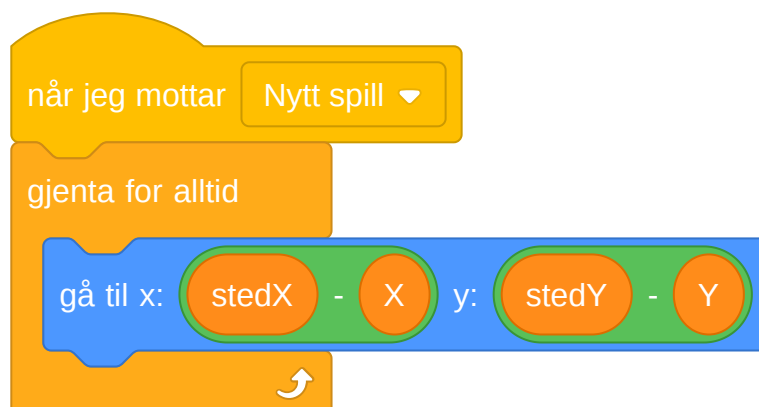 når jeg mottar Nytt spill
gjenta for alltid
gå til x: stedX - X y: stedY - Y